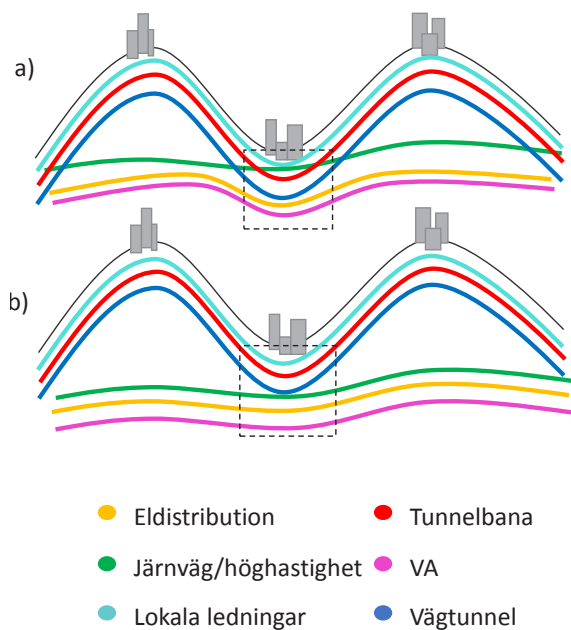 a)
b)
Eldistribution
Tunnelbana
Järnväg/höghastighet
VA
Lokala ledningar
Vägtunnel